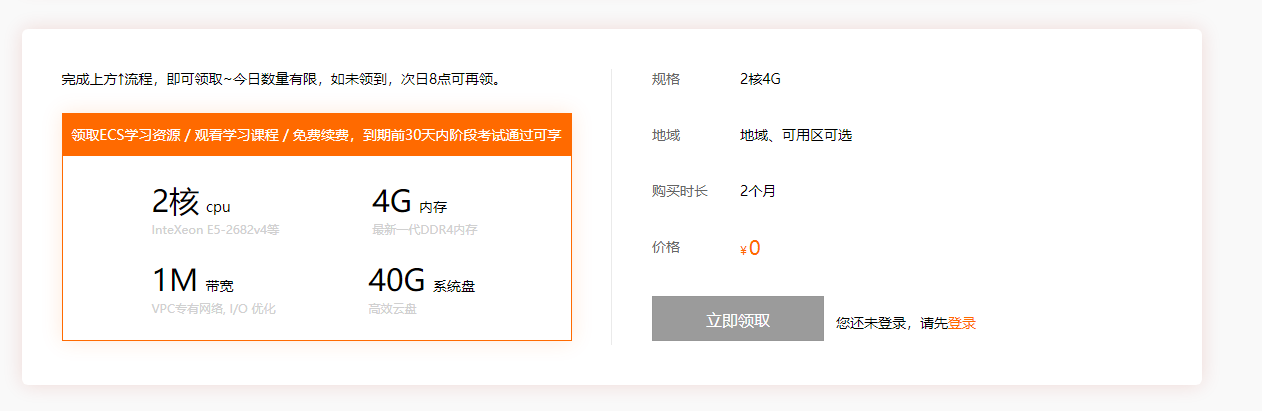 完成上方↑流程，即可领取~今日数量有限，如未领到，次日8点可再领。
领取ECS学习资源 / 观看学习课程 / 免费续费，到期前30天内阶段考试通过可享
2核 cpu
InteXeon E5-2682v4等
4G 内存
最新一代DDR4内存
1M 带宽
VPC专有网络, I/O 优化
40G 系统盘
高效云盘
规格 2核4G
地域 地域、可用区可选
购买时长 2个月
价格 ¥0
立即领取 您还未登录，请先登录